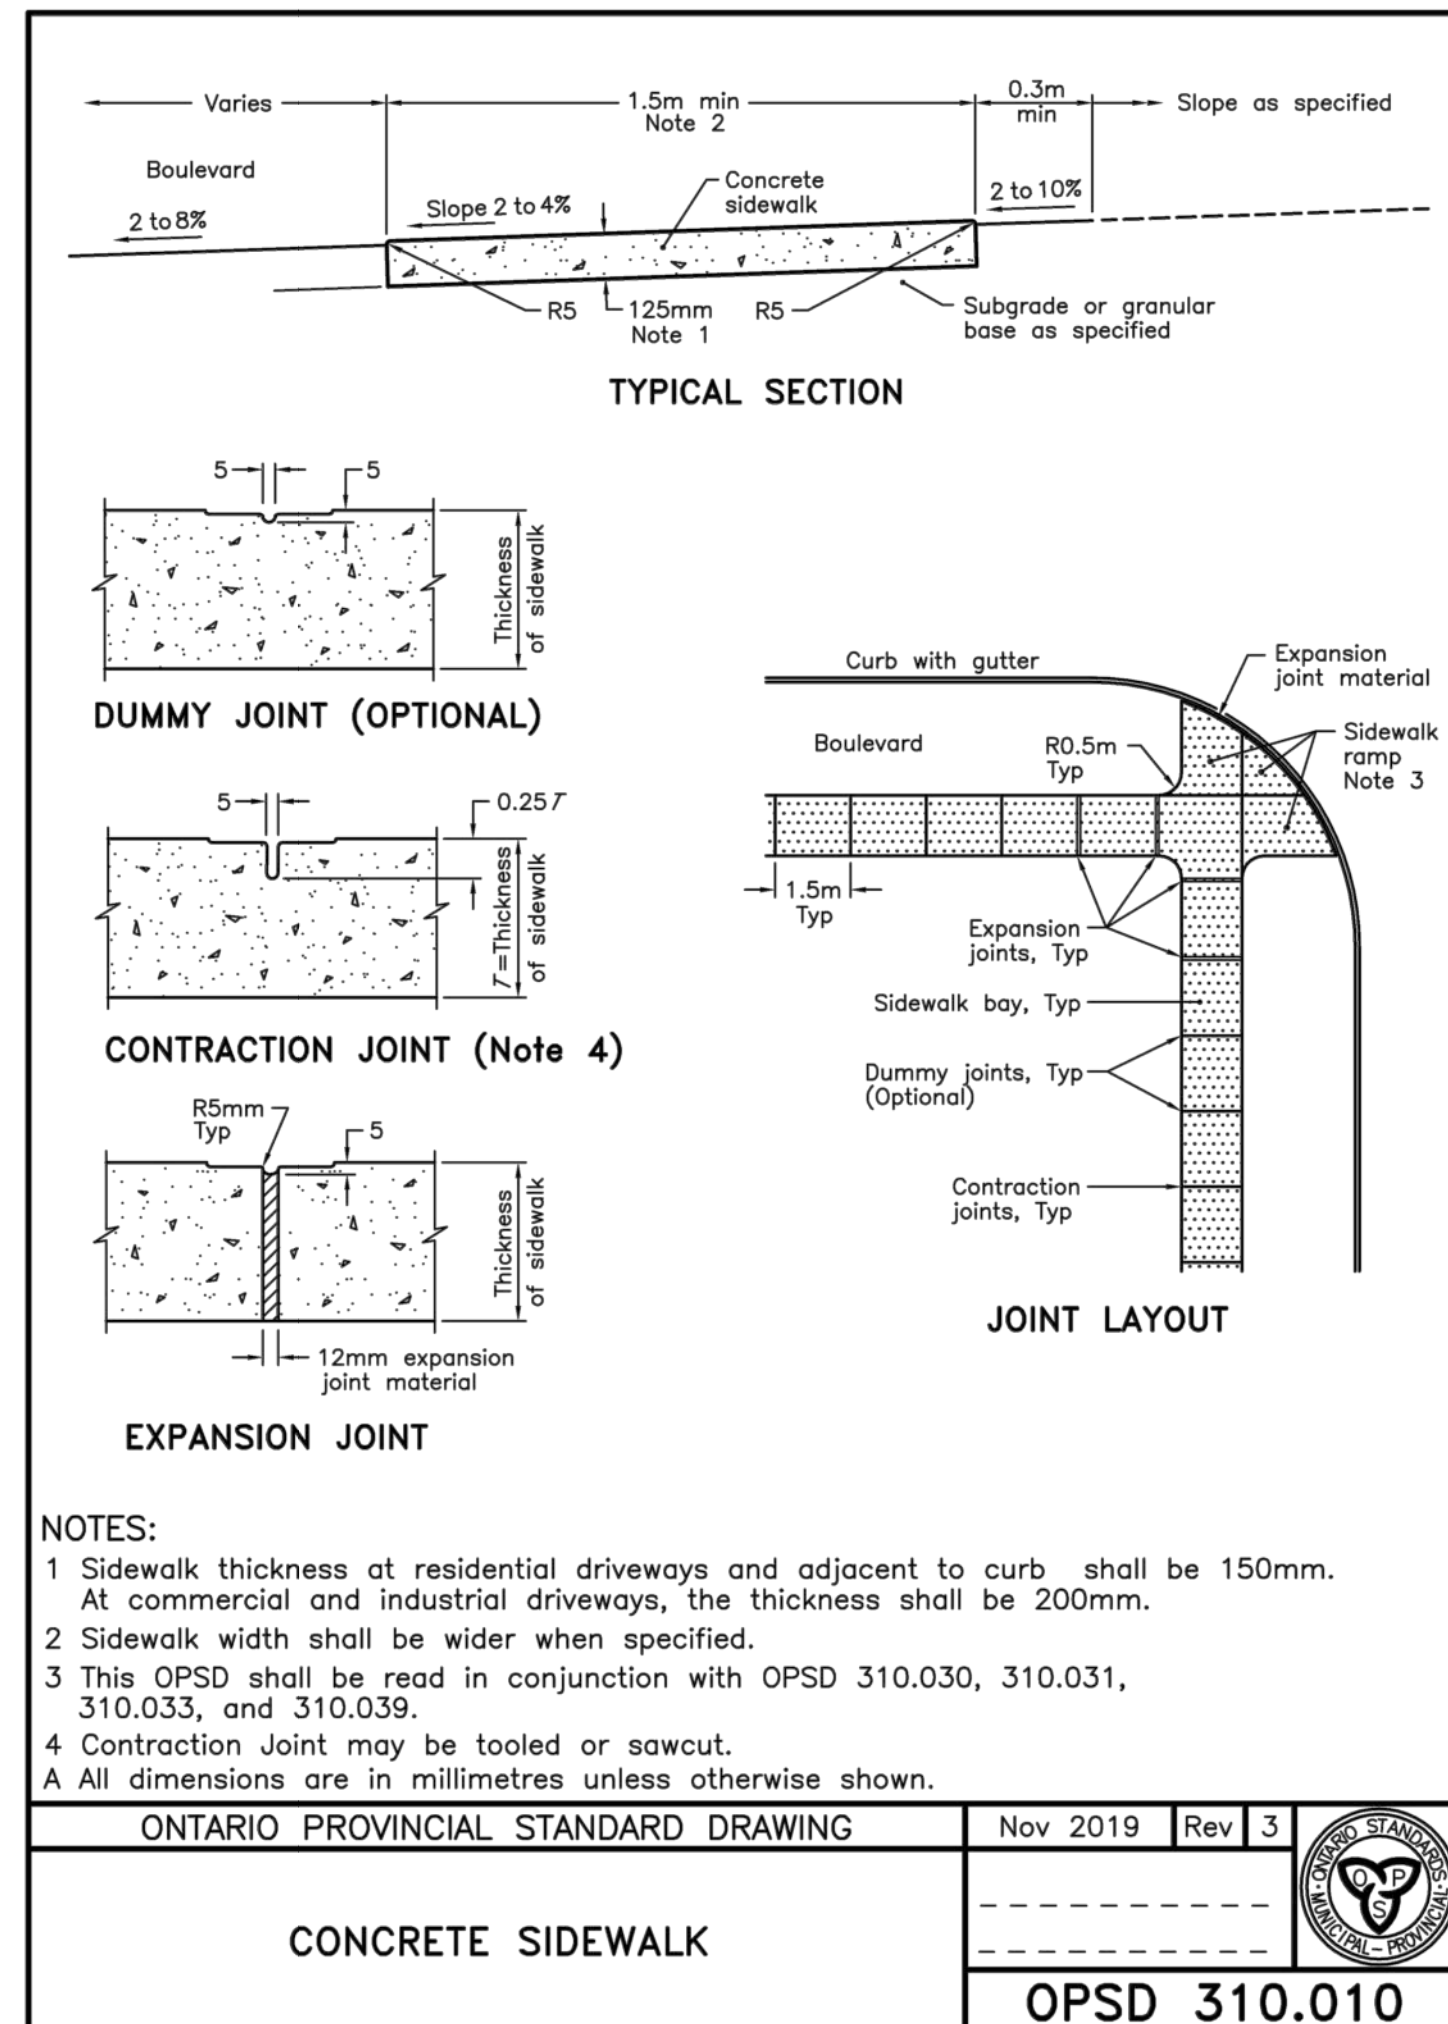 Varies
1.5m min
Note 2
0.3m
min
Slope as specified
Boulevard
2 to 8%
Slope 2 to 4%
Concrete
sidewalk
2 to 10%
R5
125mm
Note 1
R5
Subgrade or granular
base as specified
TYPICAL SECTION
5
5
Thickness
of sidewalk
DUMMY JOINT (OPTIONAL)
5
0.25T
T=Thickness
of sidewalk
CONTRACTION JOINT (Note 4)
R5mm
Typ
5
Thickness
of sidewalk
12mm expansion
joint material
EXPANSION JOINT
Curb with gutter
Expansion
joint material
Boulevard
R0.5m
Typ
Sidewalk
ramp
Note 3
1.5m
Typ
Expansion
joints, Typ
Sidewalk bay, Typ
Dummy joints, Typ
(Optional)
Contraction
joints, Typ
JOINT LAYOUT
NOTES:
1 Sidewalk thickness at residential driveways and adjacent to curb shall be 150mm.
At commercial and industrial driveways, the thickness shall be 200mm.
2 Sidewalk width shall be wider when specified.
3 This OPSD shall be read in conjunction with OPSD 310.030, 310.031,
310.033, and 310.039.
4 Contraction Joint may be tooled or sawcut.
A All dimensions are in millimetres unless otherwise shown.
ONTARIO PROVINCIAL STANDARD DRAWING
Nov 2019 Rev 3
CONCRETE SIDEWALK
ONTARIO STANDARDS
MUNICIPAL - PROVINCIAL
O P S
OPSD 310.010